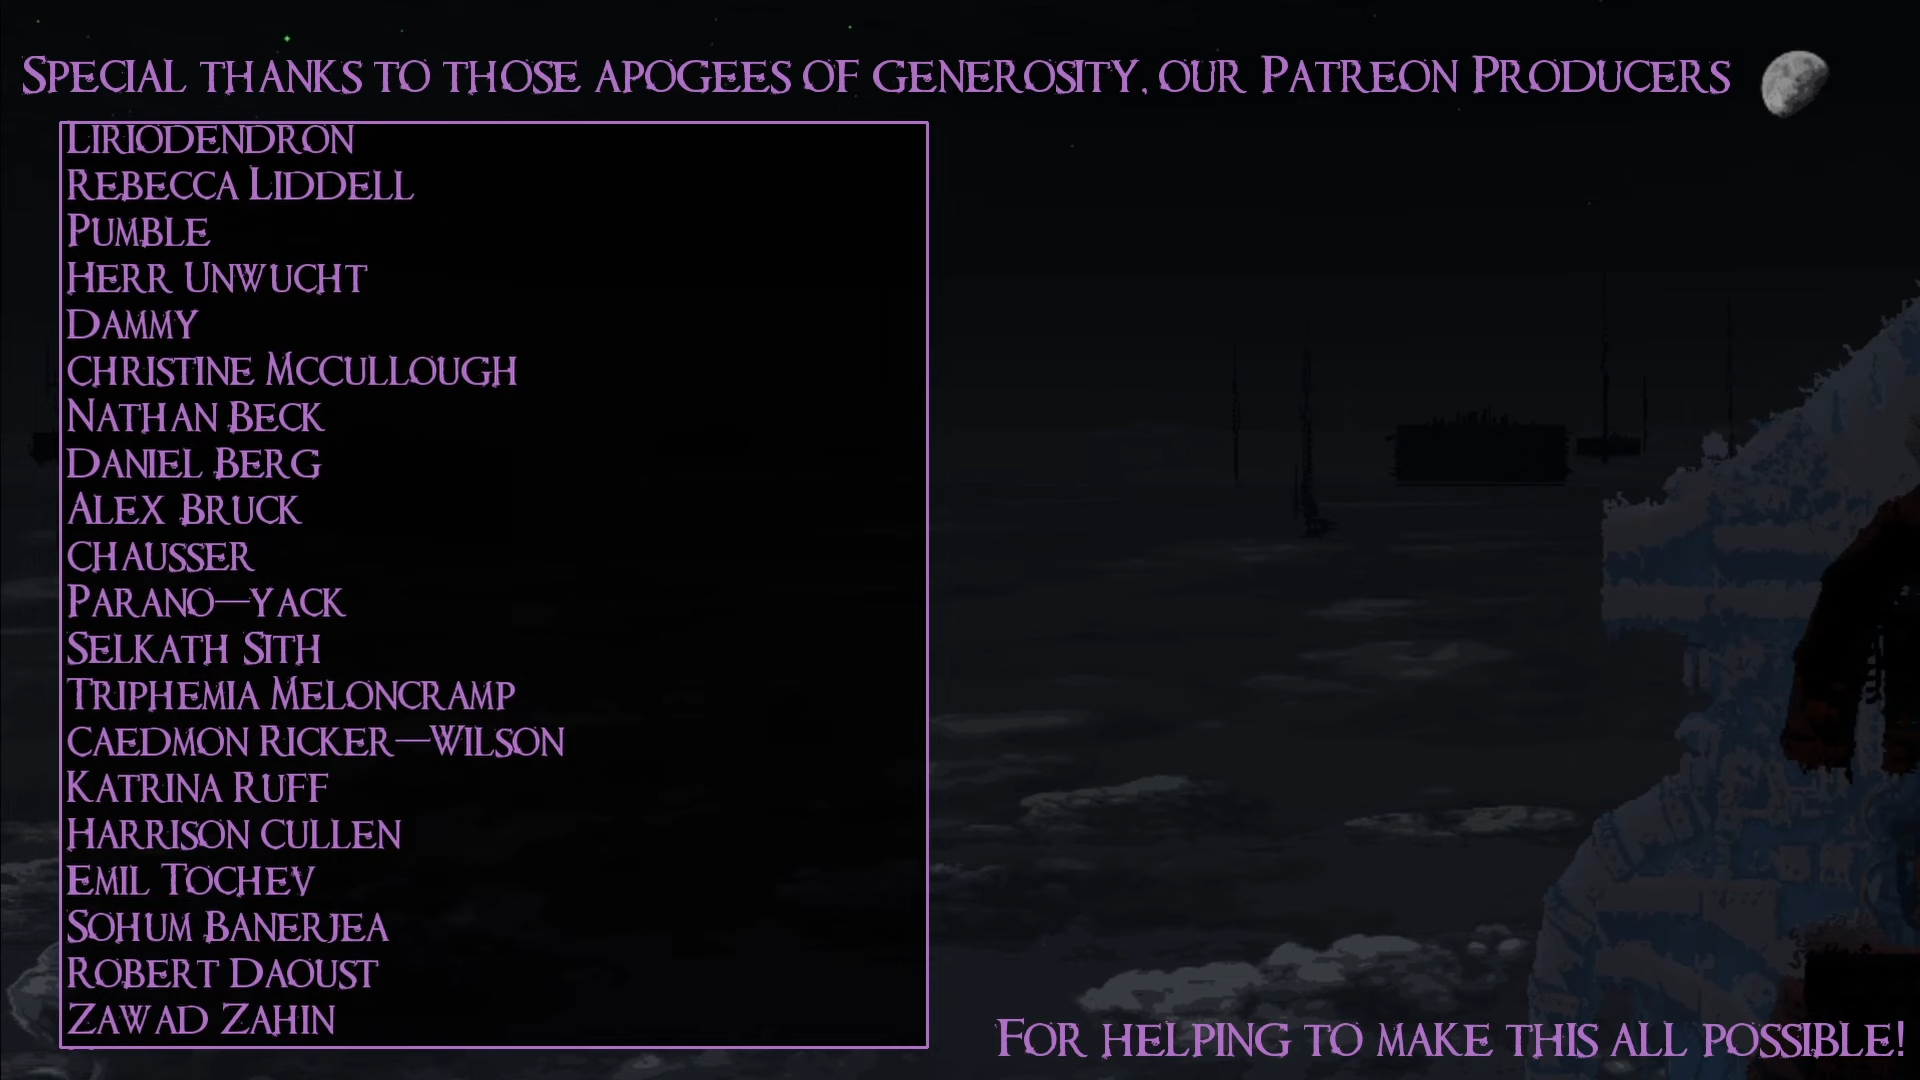 Special thanks to those apogees of generosity, our Patreon Producers
Liriodendron
Rebecca Liddell
Pumble
Herr Unwucht
Dammy
Christine McCullough
Nathan Beck
Daniel Berg
Alex Bruck
Chausser
Parano-yack
Selkath Sith
Triphemia Meloncramp
Caedmon Ricker-Wilson
Katrina Ruff
Harrison Cullen
Emil Tochev
Sohum Banerjea
Robert Daoust
Zawad Zahin
For helping to make this all possible!